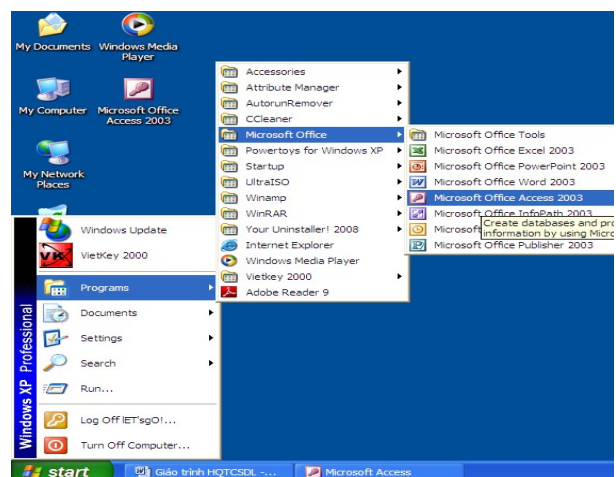 My Documents
Windows Media
Player
My Computer
Microsoft Office
Access 2003
My Network
Places
Accessories
Attribute Manager
AutorunRemover
CCleaner
Microsoft Office
Powertoys for Windows XP
Startup
UltraISO
Winamp
WinRAR
Your Uninstaller! 2008
Internet Explorer
Windows Media Player
Vietkey 2000
Adobe Reader 9
Microsoft Office Tools
Microsoft Office Excel 2003
Microsoft Office PowerPoint 2003
Microsoft Office Word 2003
Microsoft Office Access 2003
Microsoft Office InfoPath 2003
Create databases and pro
information by using Micro
Microsoft Office Publisher 2003
Windows Update
VietKey 2000
Programs
Documents
Settings
Search
Run...
Log Off lET'sgO!...
Turn Off Computer...
Windows XP Professional
start
Giáo trình HQTCSDL -...
Microsoft Access